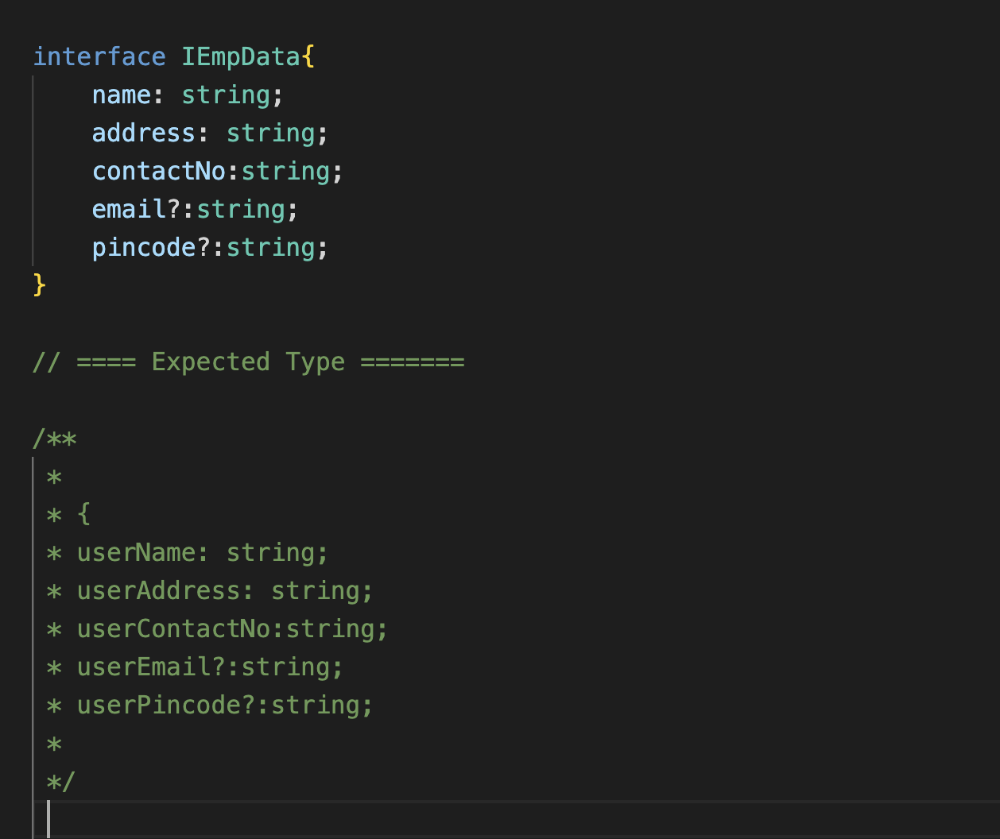 interface IEmpData{
name: string;
address: string;
contactNo:string;
email?:string;
pincode?:string;
}
// ==== Expected Type =======
/**
*
* {
* userName: string;
* userAddress: string;
* userContactNo:string;
* userEmail?:string;
* userPincode?:string;
*
*/